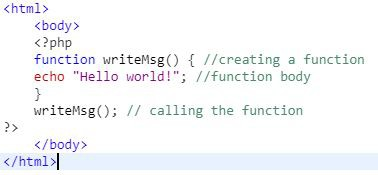 <html>
<body>
<?php
function writeMsg() { //creating a function
echo "Hello world!"; //function body
}
writeMsg(); // calling the function
?>
</body>
</html>